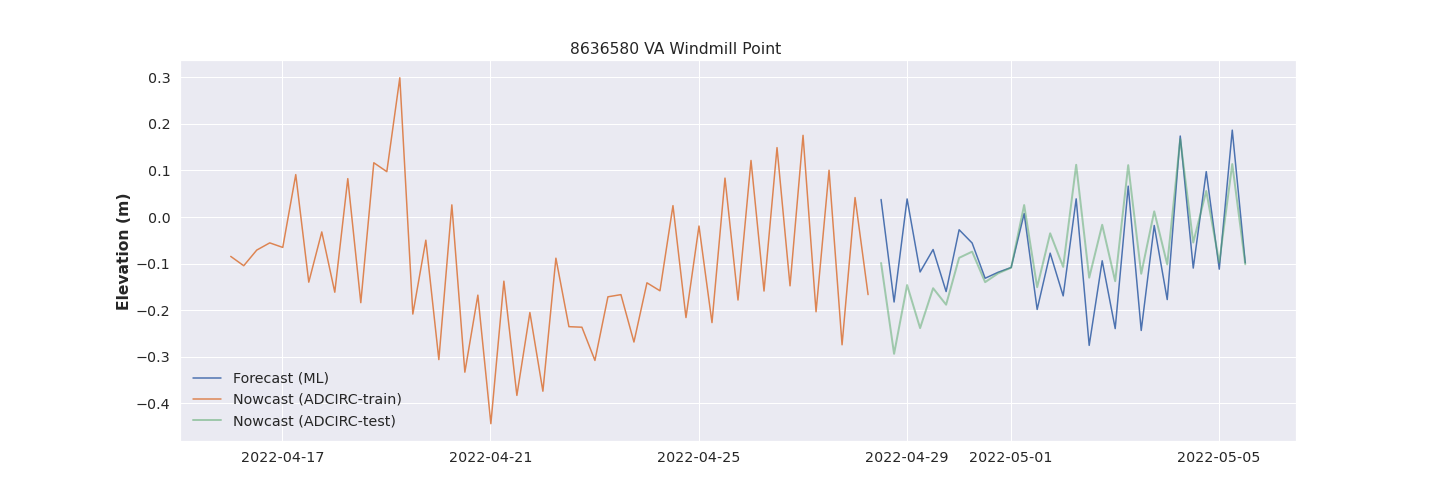 8636580 VA Windmill Point
Elevation (m)
0.3
0.2
0.1
0.0
−0.1
−0.2
−0.3
−0.4
Forecast (ML)
Nowcast (ADCIRC-train)
Nowcast (ADCIRC-test)
2022-04-17 2022-04-21 2022-04-25 2022-04-29 2022-05-01 2022-05-05